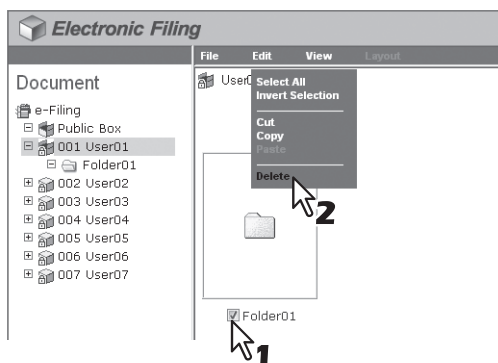 Electronic Filing
File Edit View Layout
Document
e-Filing
Public Box
001 User01
Folder01
002 User02
003 User03
004 User04
005 User05
006 User06
007 User07
Select All
Invert Selection
Cut
Copy
Paste
Delete
2
Folder01
1